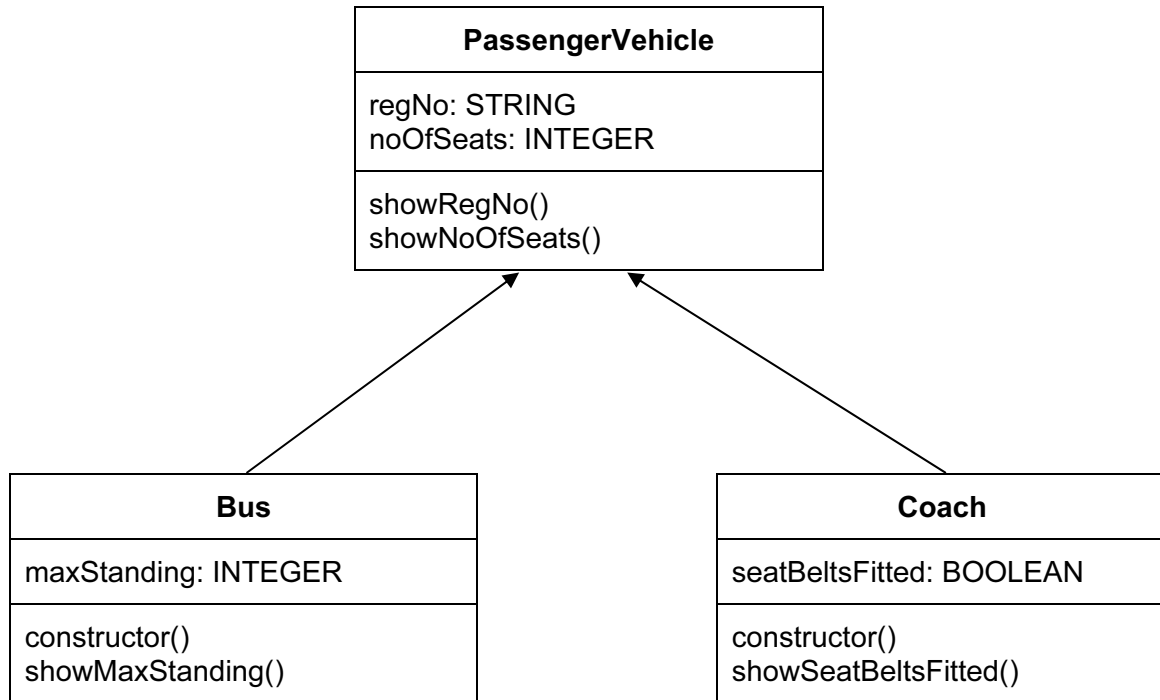 PassengerVehicle
regNo: STRING
noOfSeats: INTEGER
showRegNo()
showNoOfSeats()
Bus
maxStanding: INTEGER
constructor()
showMaxStanding()
Coach
seatBeltsFitted: BOOLEAN
constructor()
showSeatBeltsFitted()